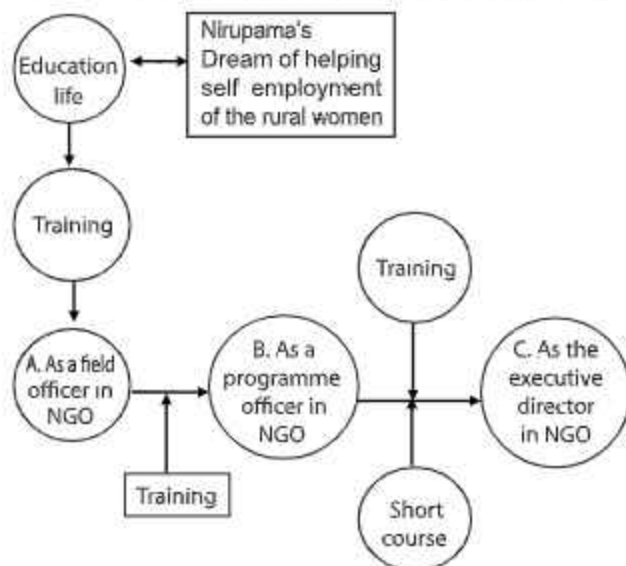 Education
life
Nirupama's
Dream of helping
self employment
of the rural women
Training
Training
A. As a field
officer in
NGO
B. As a
programme
officer in
NGO
C. As the
executive
director
in NGO
Training
Short
course